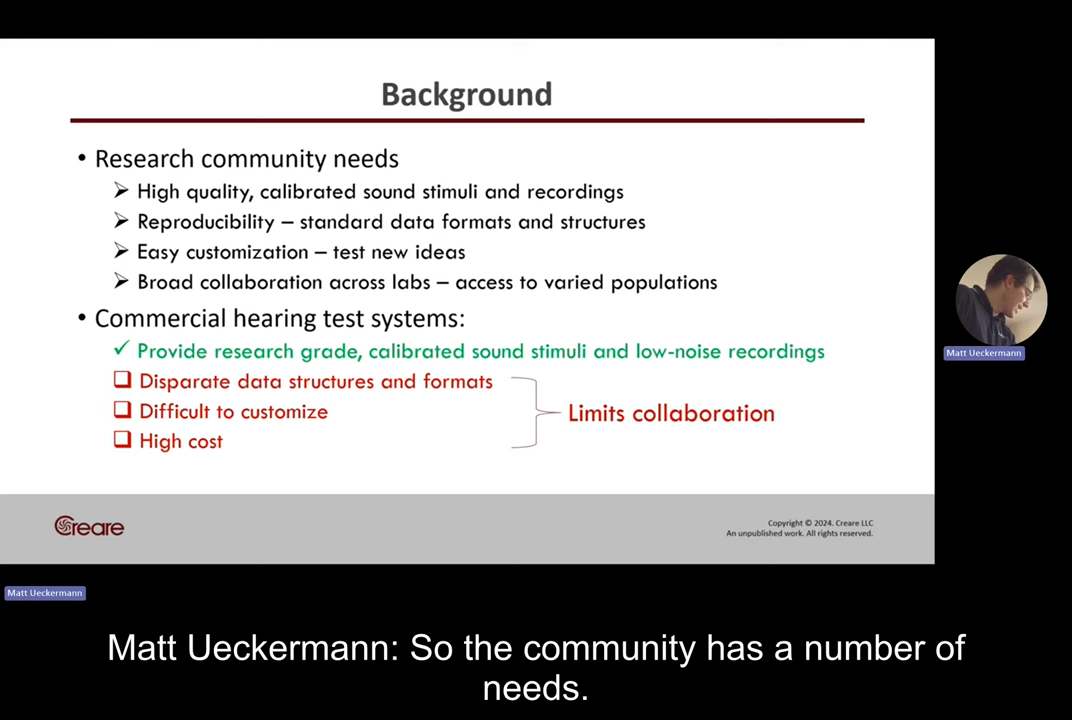 Background
• Research community needs
➢ High quality, calibrated sound stimuli and recordings
➢ Reproducibility – standard data formats and structures
➢ Easy customization – test new ideas
➢ Broad collaboration across labs – access to varied populations
• Commercial hearing test systems:
✓ Provide research grade, calibrated sound stimuli and low-noise recordings
❑ Disparate data structures and formats
❑ Difficult to customize
❑ High cost
Limits collaboration
Matt Ueckermann
Creare
Copyright © 2024. Creare LLC
An unpublished work. All rights reserved.
Matt Ueckermann
Matt Ueckermann: So the community has a number of
needs.